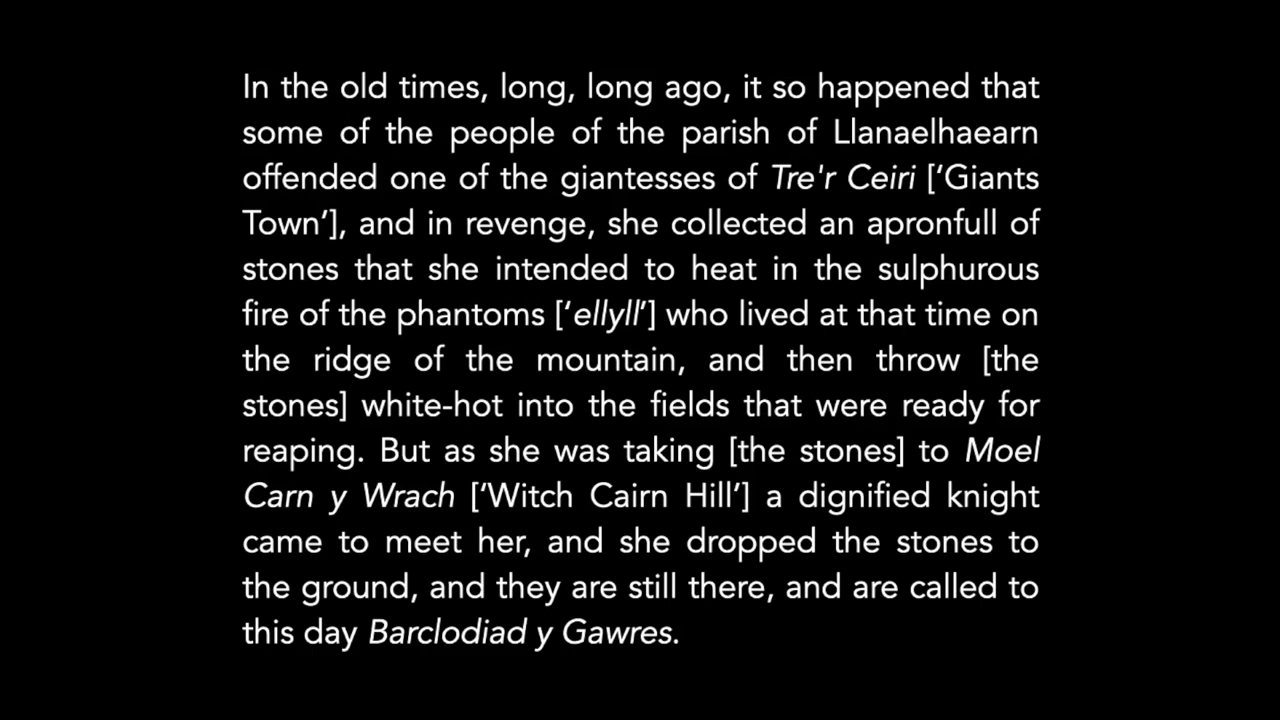 In the old times, long, long ago, it so happened that
some of the people of the parish of Llanaelhaearn
offended one of the giantesses of Tre'r Ceiri [‘Giants
Town’], and in revenge, she collected an apronfull of
stones that she intended to heat in the sulphurous
fire of the phantoms [‘ellyll’] who lived at that time on
the ridge of the mountain, and then throw [the
stones] white-hot into the fields that were ready for
reaping. But as she was taking [the stones] to Moel
Carn y Wrach [‘Witch Cairn Hill‘] a dignified knight
came to meet her, and she dropped the stones to
the ground, and they are still there, and are called to
this day Barclodiad y Gawres.